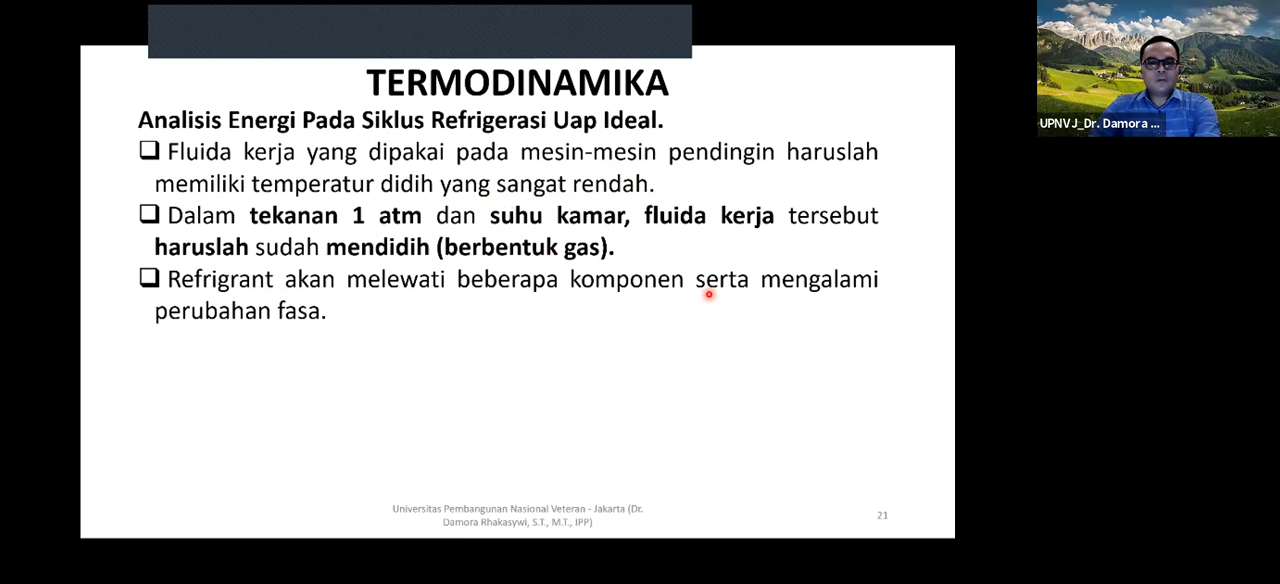 TERMODINAMIKA
Analisis Energi Pada Siklus Refrigerasi Uap Ideal.
❑ Fluida kerja yang dipakai pada mesin-mesin pendingin haruslah
memiliki temperatur didih yang sangat rendah.
❑ Dalam tekanan 1 atm dan suhu kamar, fluida kerja tersebut
haruslah sudah mendidih (berbentuk gas).
❑ Refrigrant akan melewati beberapa komponen serta mengalami
perubahan fasa.
Universitas Pembangunan Nasional Veteran - Jakarta (Dr.
Damora Rhakasywi, S.T., M.T., IPP)
21
UPNVJ_Dr. Damora ...